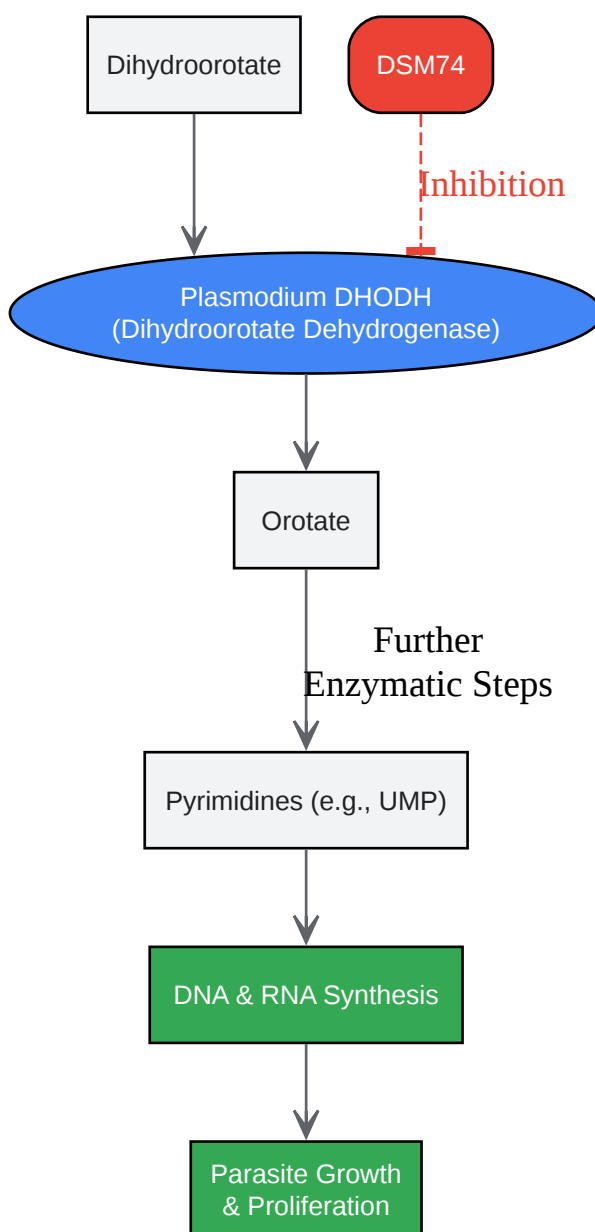 Dihydroorotate
DSM74
Inhibition
Plasmodium DHODH
(Dihydroorotate Dehydrogenase)
Orotate
Further
Enzymatic Steps
Pyrimidines (e.g., UMP)
DNA & RNA Synthesis
Parasite Growth
& Proliferation